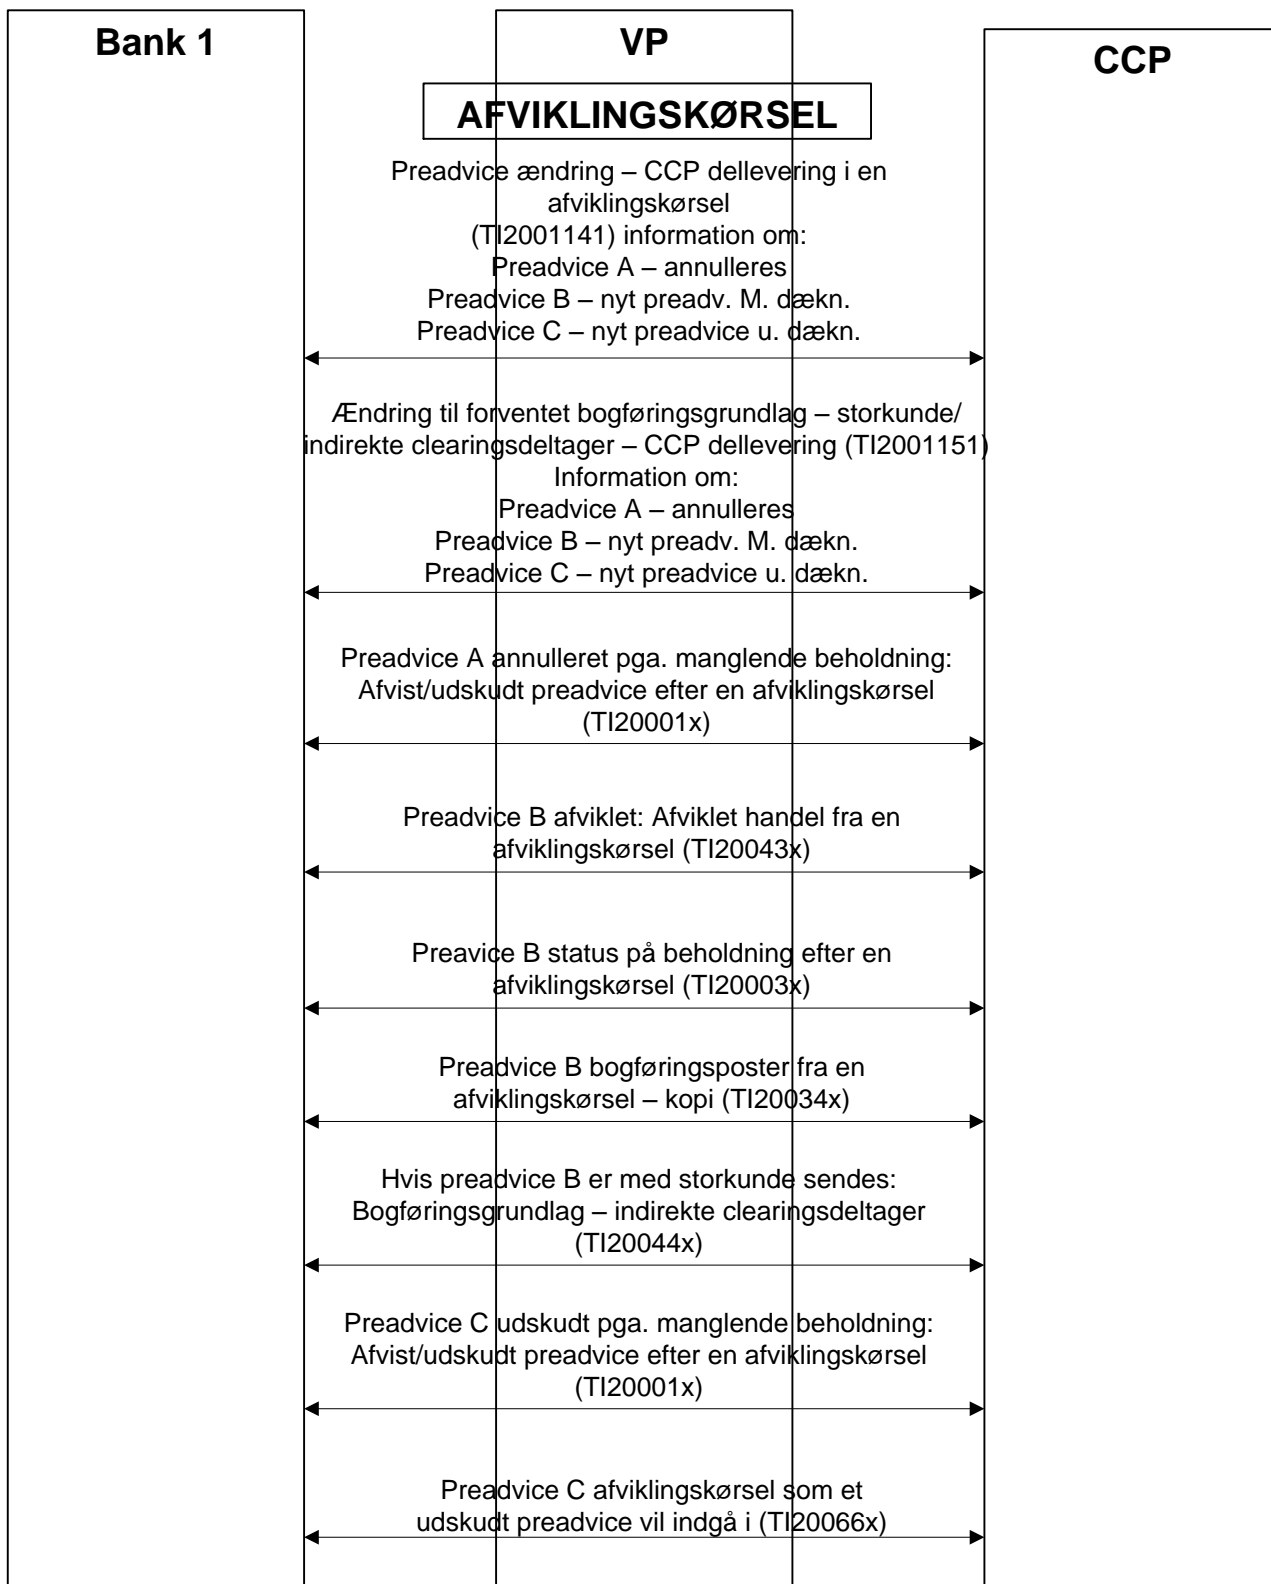 Bank 1
VP
CCP
AFVIKLINGSKØRSEL
Preadvice ændring – CCP dellevering i en
afviklingskørsel
(TI2001141) information om:
Preadvice A – annulleres
Preadvice B – nyt preadv. M. dækn.
Preadvice C – nyt preadvice u. dækn.
Ændring til forventet bogføringsgrundlag – storkunde/
indirekte clearingsdeltager – CCP dellevering (TI2001151)
Information om:
Preadvice A – annulleres
Preadvice B – nyt preadv. M. dækn.
Preadvice C – nyt preadvice u. dækn.
Preadvice A annulleret pga. manglende beholdning:
Afvist/udskudt preadvice efter en afviklingskørsel
(TI20001x)
Preadvice B afviklet: Afviklet handel fra en
afviklingskørsel (TI20043x)
Preavice B status på beholdning efter en
afviklingskørsel (TI20003x)
Preadvice B bogføringsposter fra en
afviklingskørsel – kopi (TI20034x)
Hvis preadvice B er med storkunde sendes:
Bogføringsgrundlag – indirekte clearingsdeltager
(TI20044x)
Preadvice C udskudt pga. manglende beholdning:
Afvist/udskudt preadvice efter en afviklingskørsel
(TI20001x)
Preadvice C afviklingskørsel som et
udskudt preadvice vil indgå i (TI20066x)